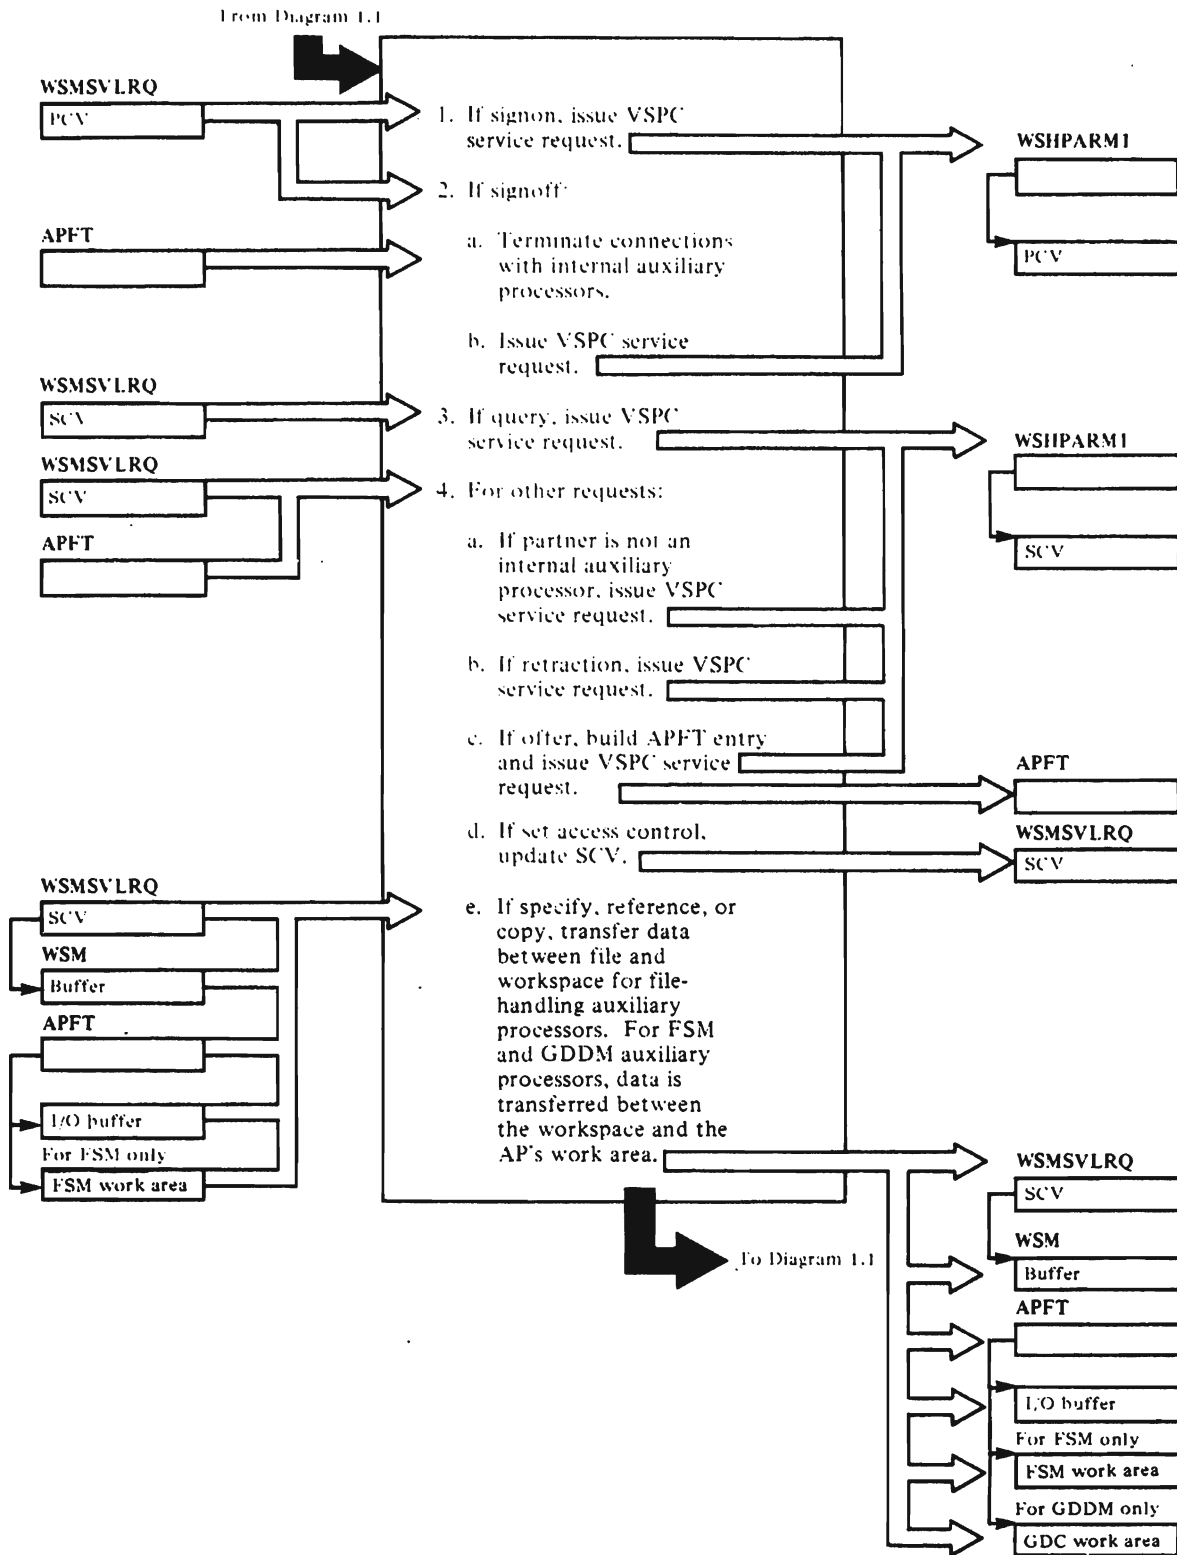 From Diagram 1.1
WSMSVLRQ
PCV
1. If signon, issue VSPC
service request.
WSHPARM1
2. If signoff:
PCV
APFT
a. Terminate connections
with internal auxiliary
processors.
b. Issue VSPC service
request.
WSMSVLRQ
SCV
3. If query, issue VSPC
service request.
WSHPARM1
SCV
WSMSVLRQ
SCV
4. For other requests:
APFT
a. If partner is not an
internal auxiliary
processor, issue VSPC
service request.
b. If retraction, issue VSPC
service request.
c. If offer, build APFT entry
and issue VSPC service
request.
APFT
d. If set access control,
update SCV.
WSMSVLRQ
SCV
WSMSVLRQ
SCV
WSM
Buffer
APFT
I/O buffer
For FSM only
FSM work area
e. If specify, reference, or
copy, transfer data
between file and
workspace for file-
handling auxiliary
processors. For FSM
and GDDM auxiliary
processors, data is
transferred between
the workspace and the
AP's work area.
WSMSVLRQ
SCV
WSM
Buffer
APFT
I/O buffer
For FSM only
FSM work area
For GDDM only
GDC work area
To Diagram 1.1